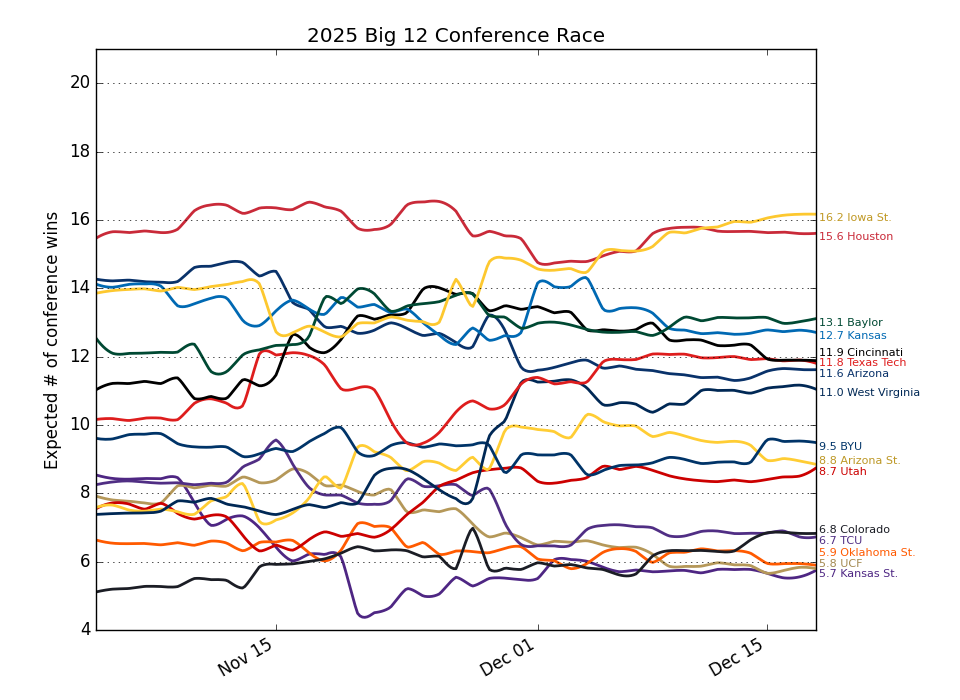 2025 Big 12 Conference Race
Expected # of conference wins
20
18
16
14
12
10
8
6
4
Nov 15
Dec 01
Dec 15
16.2 Iowa St.
15.6 Houston
13.1 Baylor
12.7 Kansas
11.9 Cincinnati
11.8 Texas Tech
11.6 Arizona
11.0 West Virginia
9.5 BYU
8.8 Arizona St.
8.7 Utah
6.8 Colorado
6.7 TCU
5.9 Oklahoma St.
5.8 UCF
5.7 Kansas St.